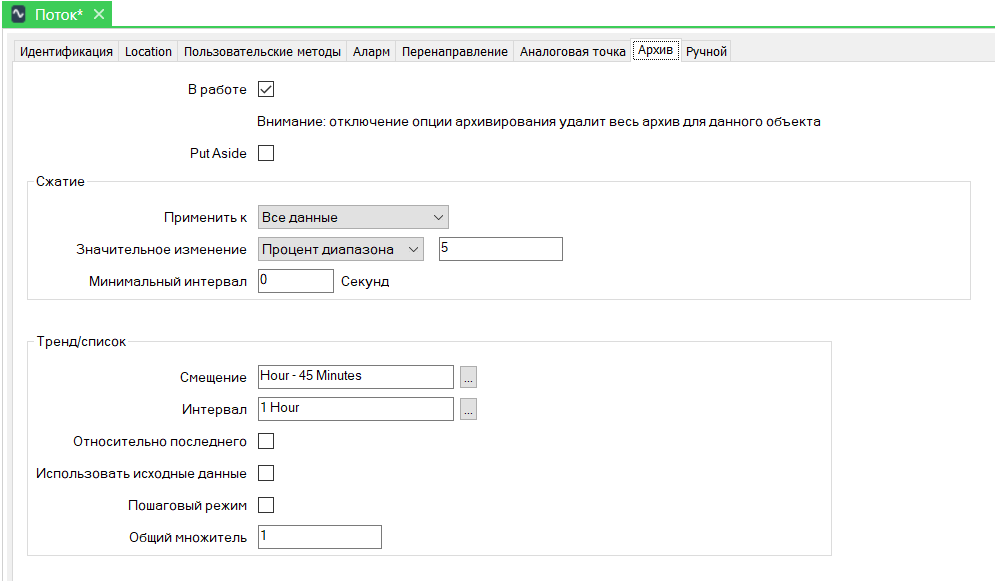 Поток*
Идентификация Location Пользовательские методы Аларм Перенаправление Аналоговая точка Архив Ручной
В работе
Внимание: отключение опции архивирования удалит весь архив для данного объекта
Put Aside
Сжатие
Применить к Все данные
Значительное изменение Процент диапазона 5
Минимальный интервал 0 Секунд
Тренд/список
Смещение Hour - 45 Minutes ...
Интервал 1 Hour ...
Относительно последнего
Использовать исходные данные
Пошаговый режим
Общий множитель 1